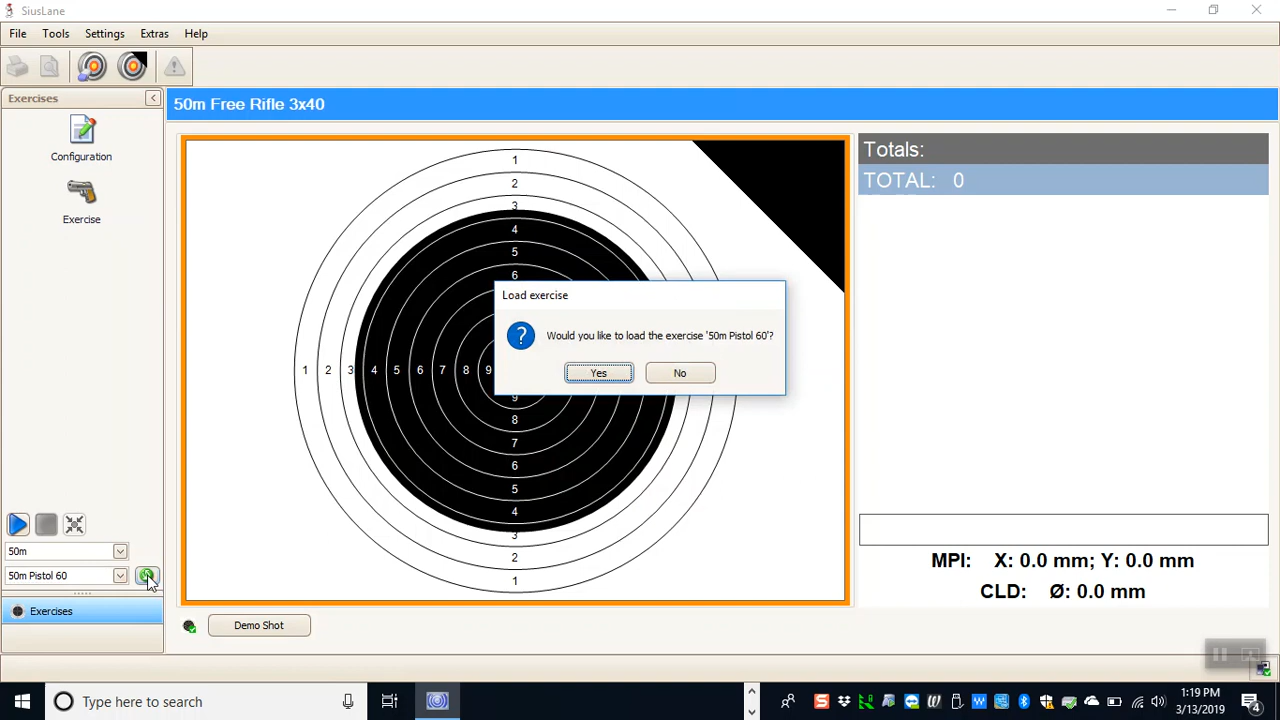 SiusLane
File Tools Settings Extras Help
Exercises
50m Free Rifle 3x40
Configuration
Exercise
1
2
3
4
5
6
1 2 3 4 5 6 7 8 9
9
8
7
6
5
4
3
2
1
Load exercise
? Would you like to load the exercise '50m Pistol 60'?
Yes No
Totals:
TOTAL: 0
50m
50m Pistol 60
Exercises
MPI: X: 0.0 mm; Y: 0.0 mm
CLD: Ø: 0.0 mm
Demo Shot
Type here to search
1:19 PM
3/13/2019
4